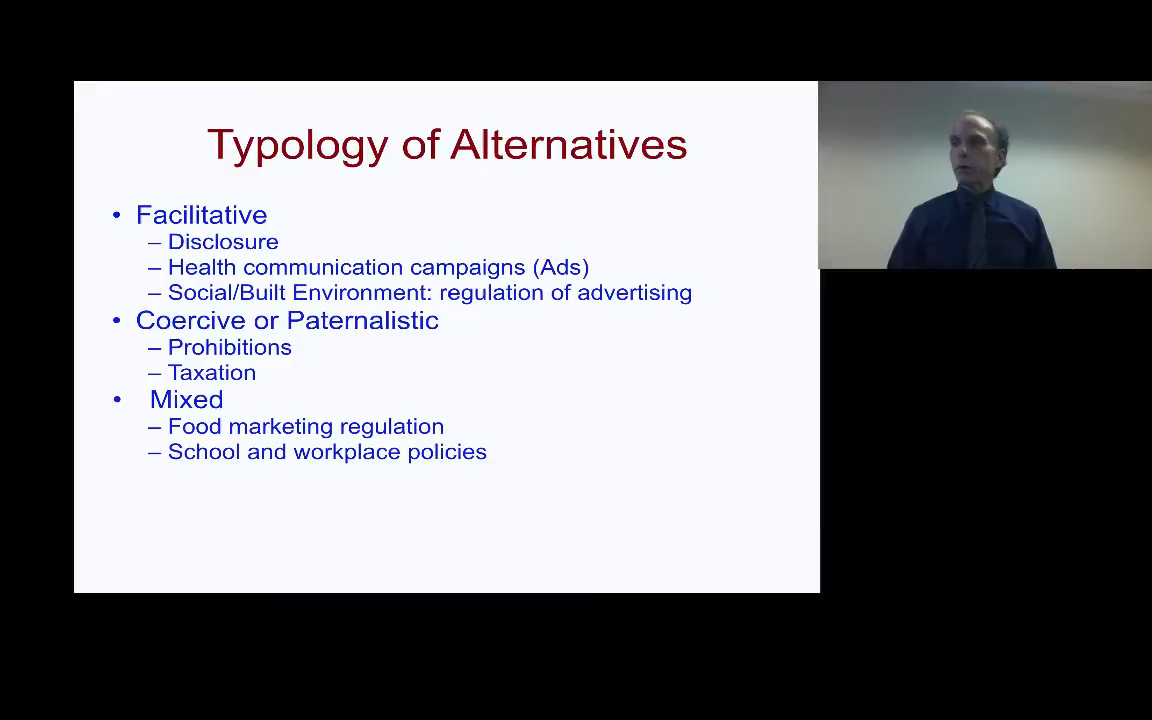 Typology of Alternatives
• Facilitative
– Disclosure
– Health communication campaigns (Ads)
– Social/Built Environment: regulation of advertising
• Coercive or Paternalistic
– Prohibitions
– Taxation
• Mixed
– Food marketing regulation
– School and workplace policies